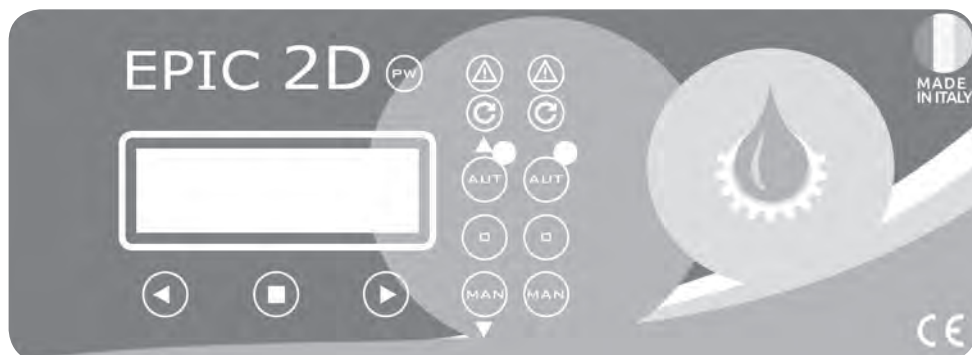 EPIC 2D PW
MADE
IN ITALY
AUT AUT
MAN MAN
CE